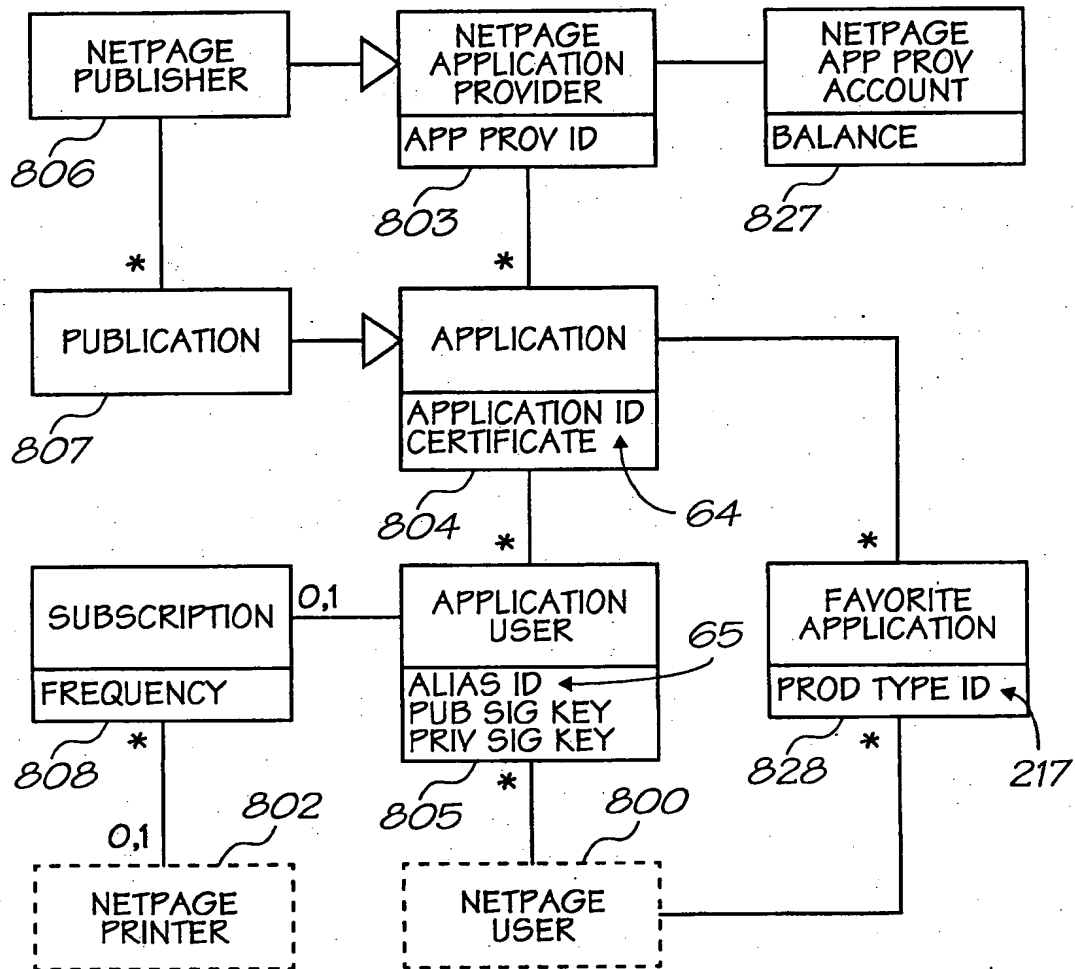 NETPAGE
PUBLISHER
806
NETPAGE
APPLICATION
PROVIDER
APP PROV ID
803
NETPAGE
APP PROV
ACCOUNT
BALANCE
827
*
*
PUBLICATION
807
APPLICATION
APPLICATION ID
CERTIFICATE
804
64
*
*
SUBSCRIPTION
FREQUENCY
808
0,1
APPLICATION
USER
ALIAS ID
PUB SIG KEY
PRIV SIG KEY
805
65
FAVORITE
APPLICATION
PROD TYPE ID
828
217
*
*
*
0,1
802
800
NETPAGE
PRINTER
NETPAGE
USER